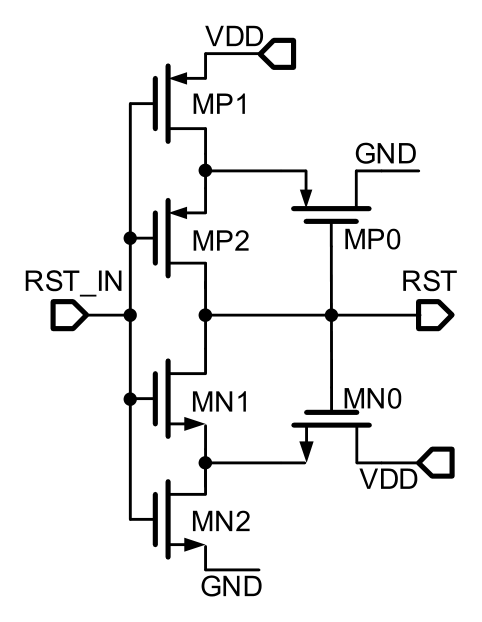 VDD
MP1
GND
MP2
MP0
RST_IN
RST
MN1
MN0
VDD
MN2
GND